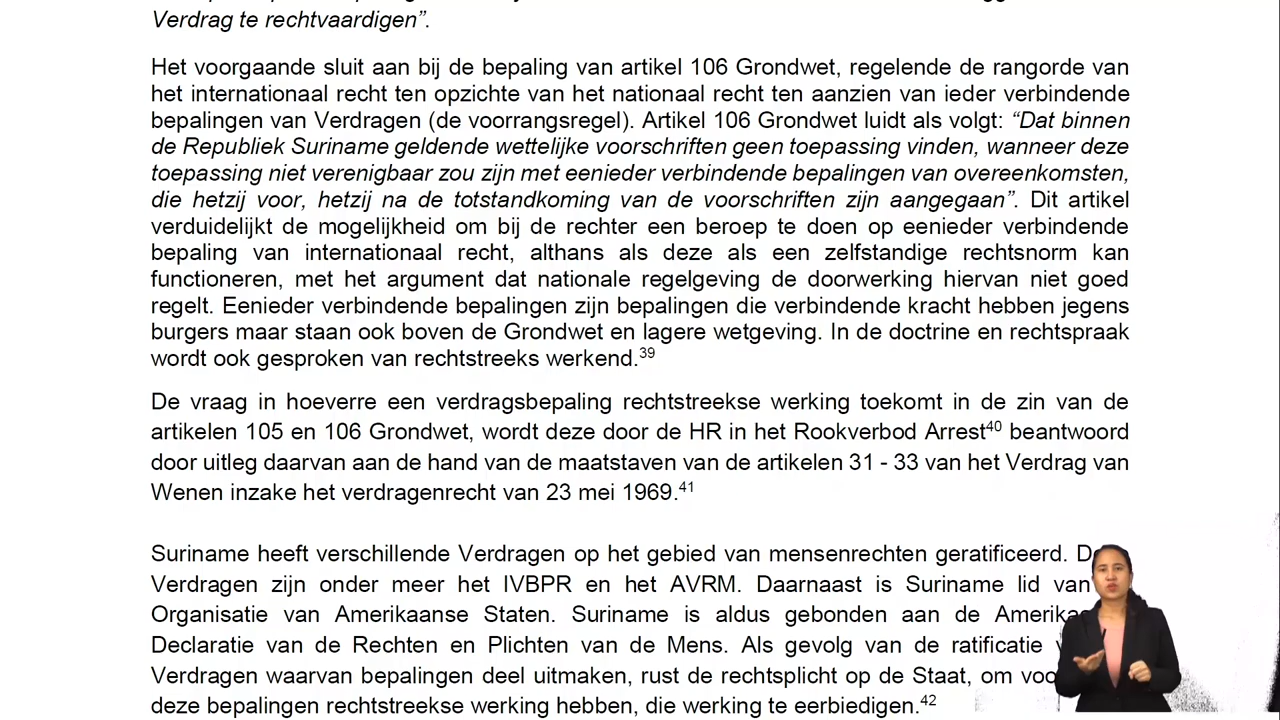 Verdrag te rechtvaardigen”.
Het voorgaande sluit aan bij de bepaling van artikel 106 Grondwet, regelende de rangorde van
het internationaal recht ten opzichte van het nationaal recht ten aanzien van ieder verbindende
bepalingen van Verdragen (de voorrangsregel). Artikel 106 Grondwet luidt als volgt: “Dat binnen
de Republiek Suriname geldende wettelijke voorschriften geen toepassing vinden, wanneer deze
toepassing niet verenigbaar zou zijn met eenieder verbindende bepalingen van overeenkomsten,
die hetzij voor, hetzij na de totstandkoming van de voorschriften zijn aangegaan”. Dit artikel
verduidelijkt de mogelijkheid om bij de rechter een beroep te doen op eenieder verbindende
bepaling van internationaal recht, althans als deze als een zelfstandige rechtsnorm kan
functioneren, met het argument dat nationale regelgeving de doorwerking hiervan niet goed
regelt. Eenieder verbindende bepalingen zijn bepalingen die verbindende kracht hebben jegens
burgers maar staan ook boven de Grondwet en lagere wetgeving. In de doctrine en rechtspraak
wordt ook gesproken van rechtstreeks werkend.39
De vraag in hoeverre een verdragsbepaling rechtstreekse werking toekomt in de zin van de
artikelen 105 en 106 Grondwet, wordt deze door de HR in het Rookverbod Arrest40 beantwoord
door uitleg daarvan aan de hand van de maatstaven van de artikelen 31 - 33 van het Verdrag van
Wenen inzake het verdragenrecht van 23 mei 1969.41
Suriname heeft verschillende Verdragen op het gebied van mensenrechten geratificeerd.
Verdragen zijn onder meer het IVBPR en het AVRM. Daarnaast is Suriname lid van
Organisatie van Amerikaanse Staten. Suriname is aldus gebonden aan de
Declaratie van de Rechten en Plichten van de Mens. Als gevolg van de ratificatie
Verdragen waarvan bepalingen deel uitmaken, rust de rechtsplicht op de Staat, om
deze bepalingen rechtstreekse werking hebben, die werking te eerbiedigen.42